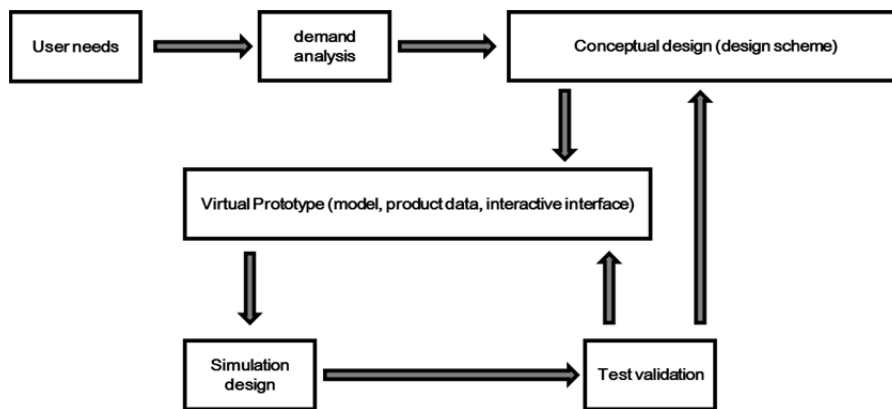 User needs
demand
analysis
Conceptual design (design scheme)
Virtual Prototype (model, product data, interactive interface)
Simulation
design
Test validation